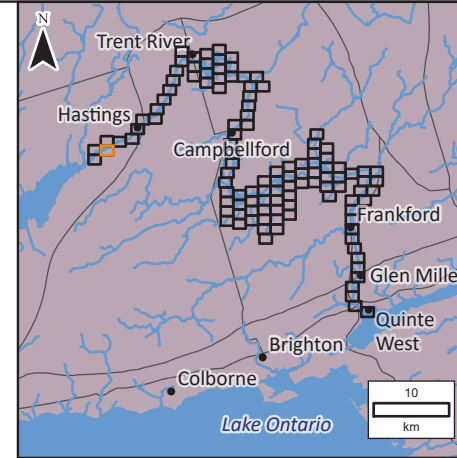 N
Trent River
Hastings
Campbellford
Frankford
Glen Mille
Quinte
West
Brighton
Colborne
Lake Ontario
10
km